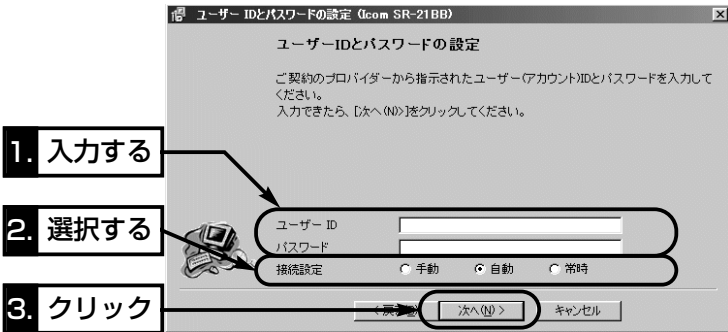 ユーザー IDとパスワードの設定 (Icom SR-21BB)
ユーザーIDとパスワードの設定
ご契約のプロバイダーから指示されたユーザー(アカウント)IDとパスワードを入力して
ください。
入力できたら、[次へ(N)>]をクリックしてください。
1. 入力する
ユーザー ID
2. 選択する
パスワード
接続設定 手動 自動 常時
3. クリック
< 戻 次へ(N) > キャンセル